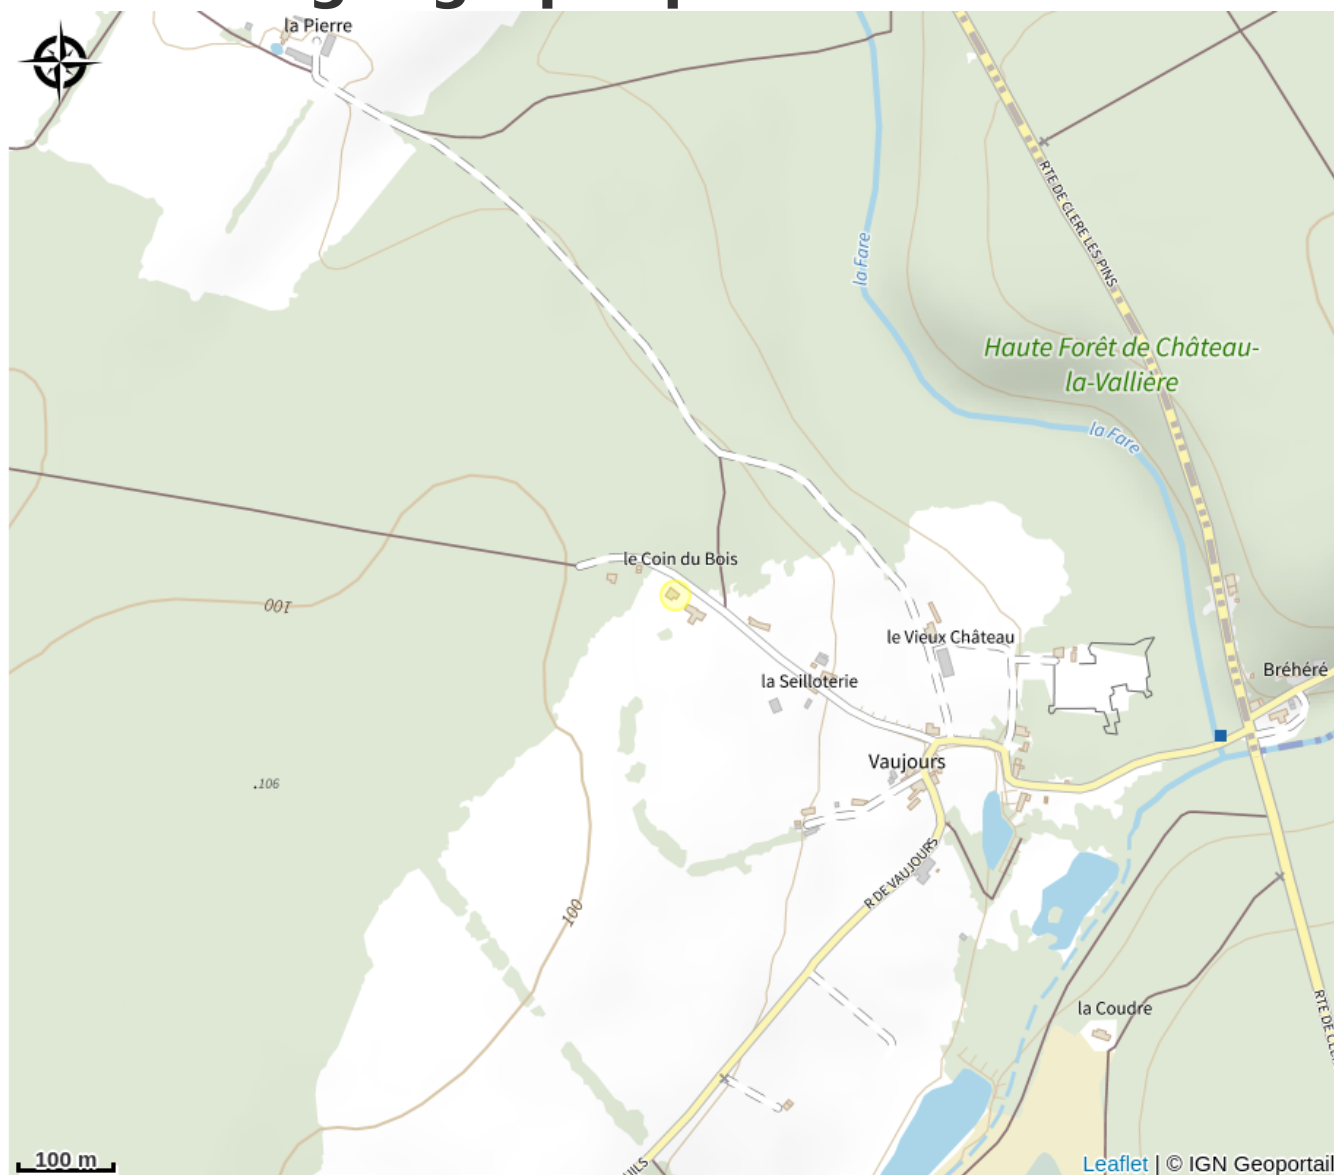 la Pierre
RTE DE CLERE LES PINS
la Fare
Haute Forêt de Château-
la-Vallière
la Fare
le Coin du Bois
100
le Vieux Château
Bréhéré
la Seilloterie
Vaujours
.106
R DE VAUJOURS
100
la Coudre
RTE DE CLE
UILS
100 m
Leaflet | © IGN Geoportail